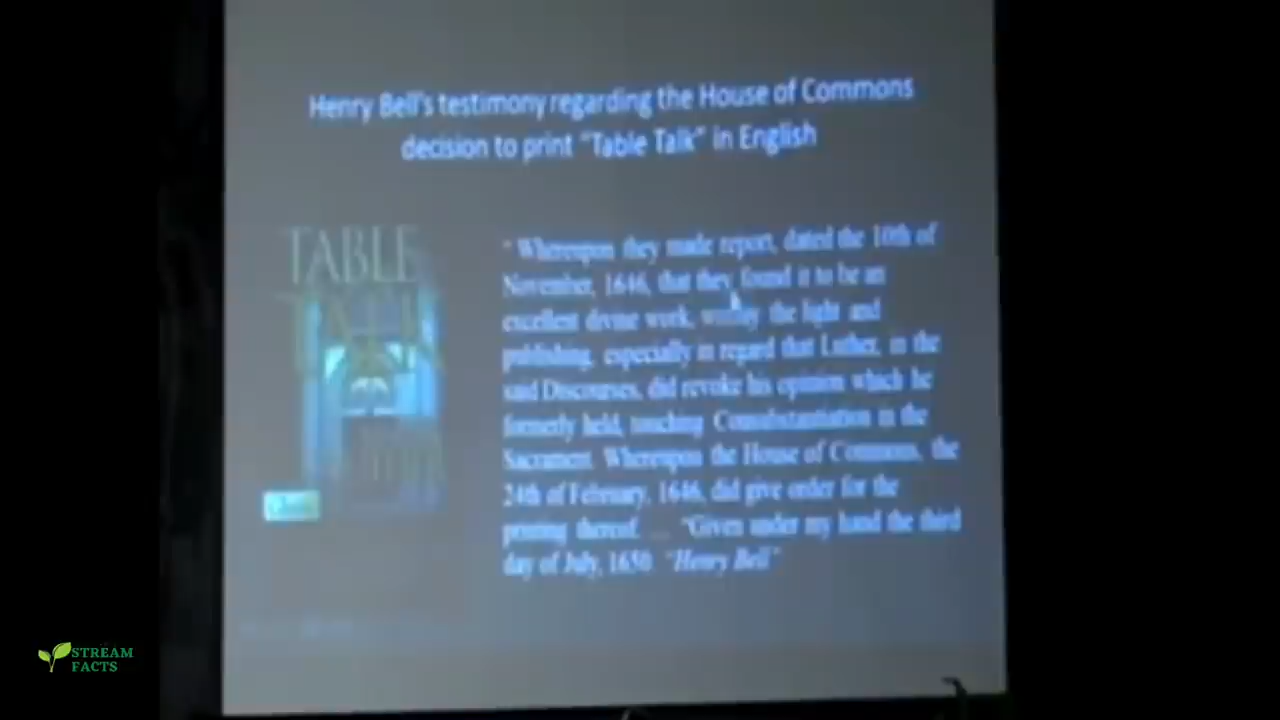 Henry Bell's testimony regarding the House of Commons
decision to print "Table Talk" in English
TABLE
TALK
" Whereupon they made report, dated the 10th of
November, 1646, that they found it to be an
excellent divine work, worthy the light and
publishing, especially in regard that Luther, in the
said Discourses, did revoke his opinion which he
formerly held, touching Consubstantiation in the
Sacrament. Whereupon the House of Commons, the
24th of February, 1646, did give order for the
printing thereof. ... "Given under my hand the third
day of July, 1650. "Henry Bell"
STREAM
FACTS